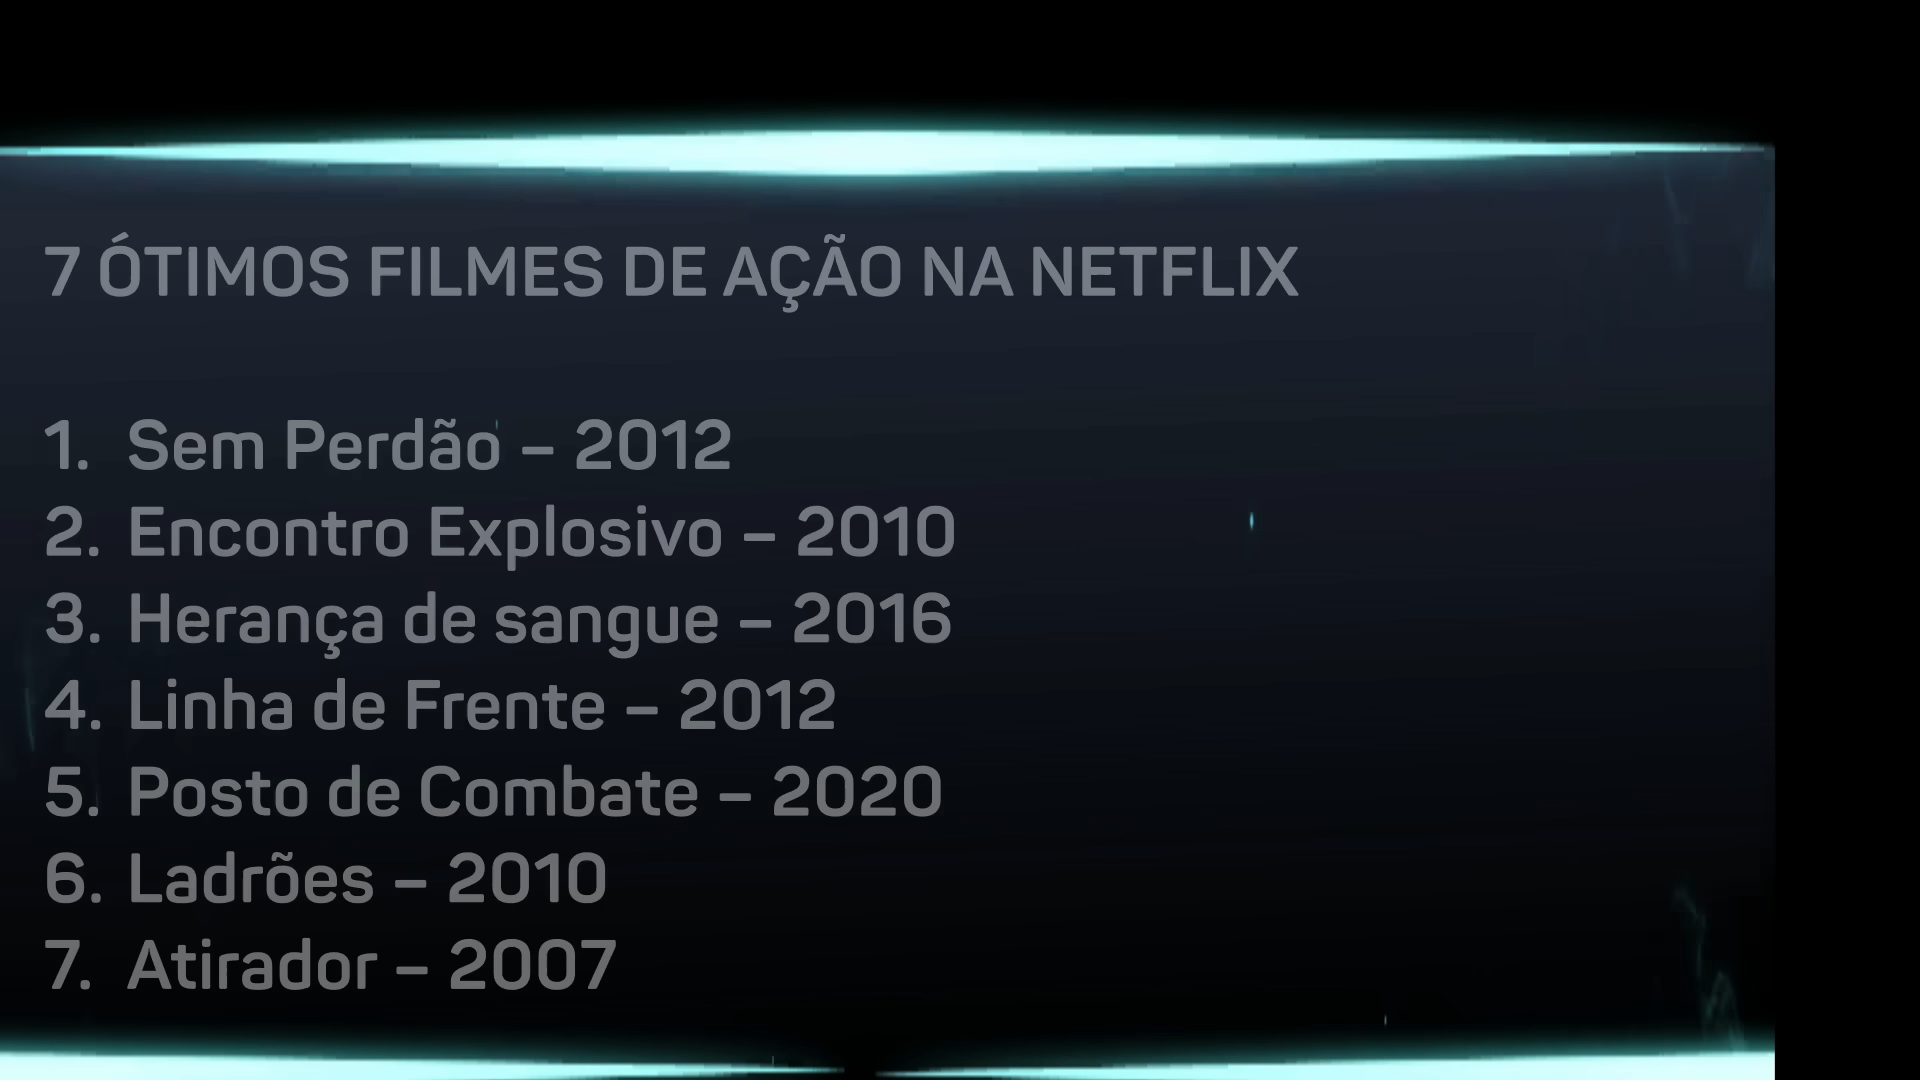 7 ÓTIMOS FILMES DE AÇÃO NA NETFLIX
1. Sem Perdão – 2012
2. Encontro Explosivo – 2010
3. Herança de sangue – 2016
4. Linha de Frente – 2012
5. Posto de Combate – 2020
6. Ladrões – 2010
7. Atirador – 2007